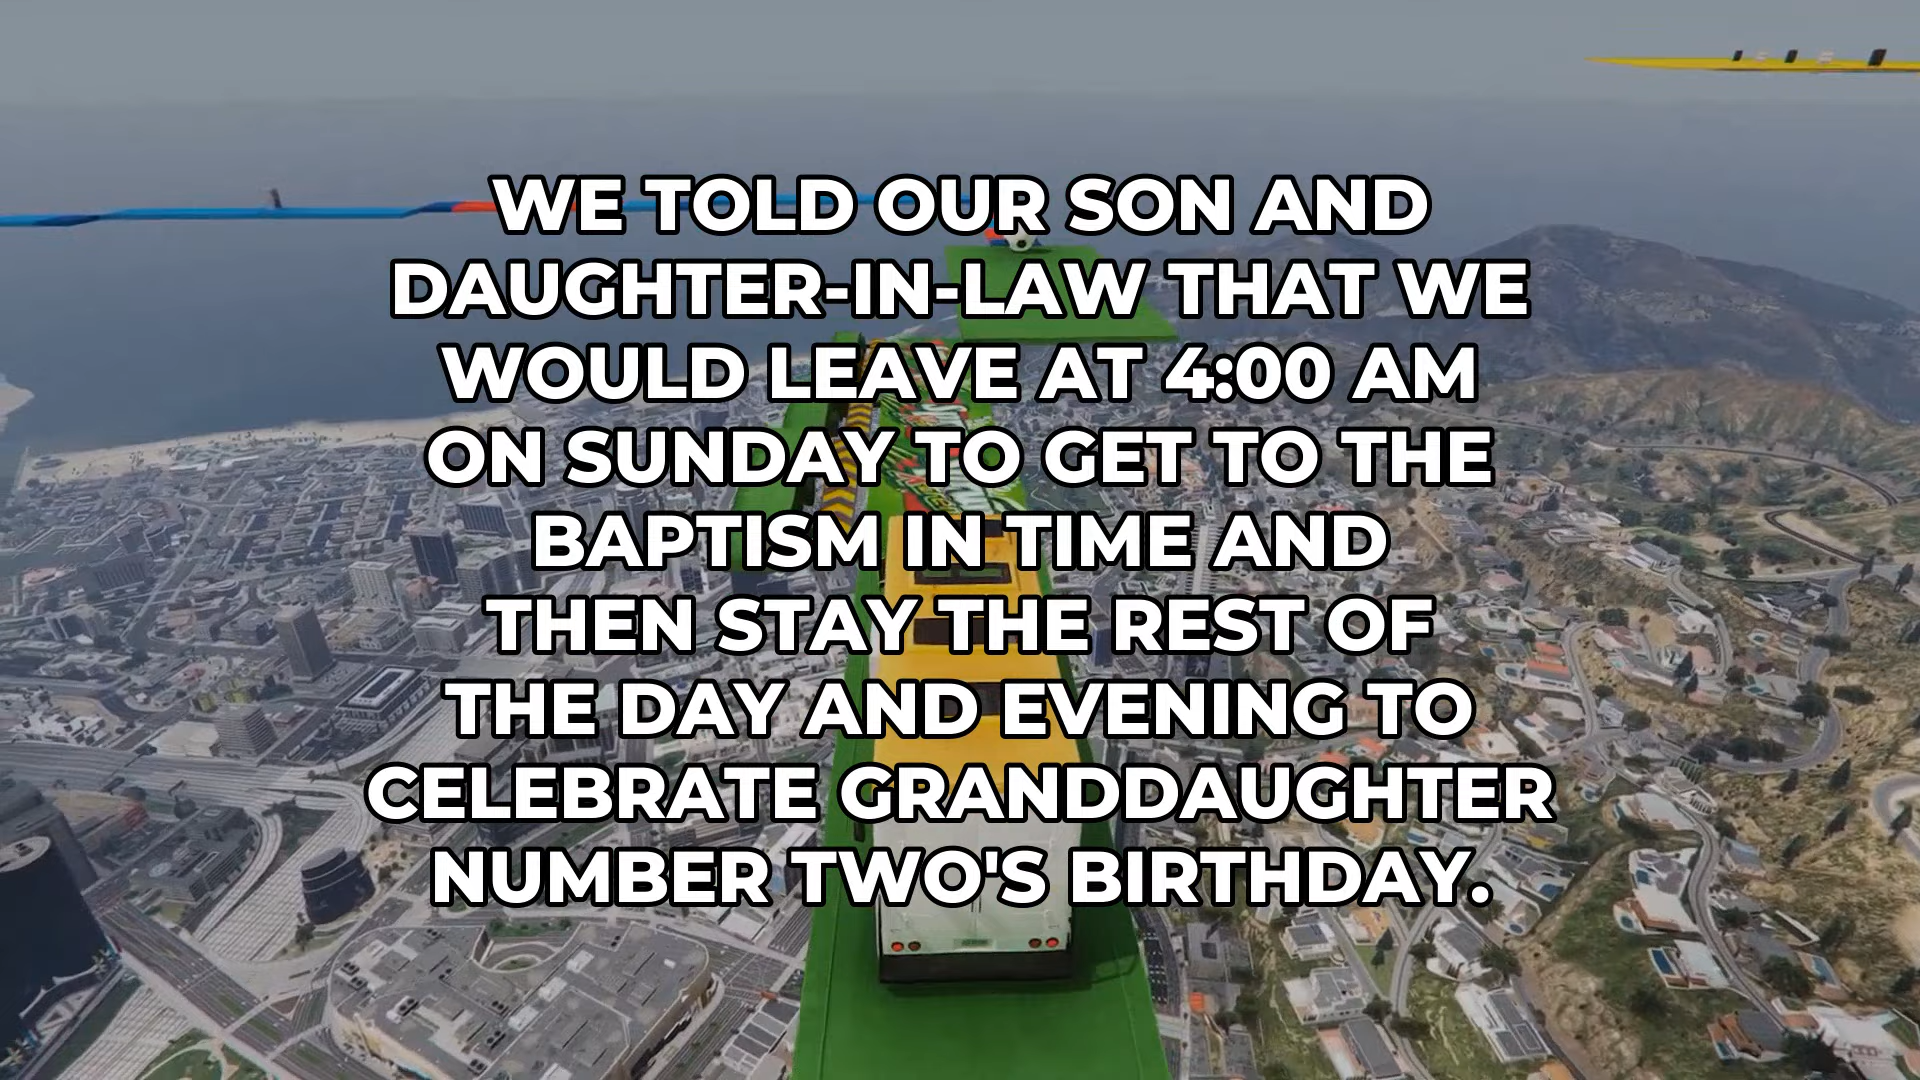 WE TOLD OUR SON AND
DAUGHTER-IN-LAW THAT WE
WOULD LEAVE AT 4:00 AM
ON SUNDAY TO GET TO THE
BAPTISM IN TIME AND
THEN STAY THE REST OF
THE DAY AND EVENING TO
CELEBRATE GRANDDAUGHTER
NUMBER TWO'S BIRTHDAY.